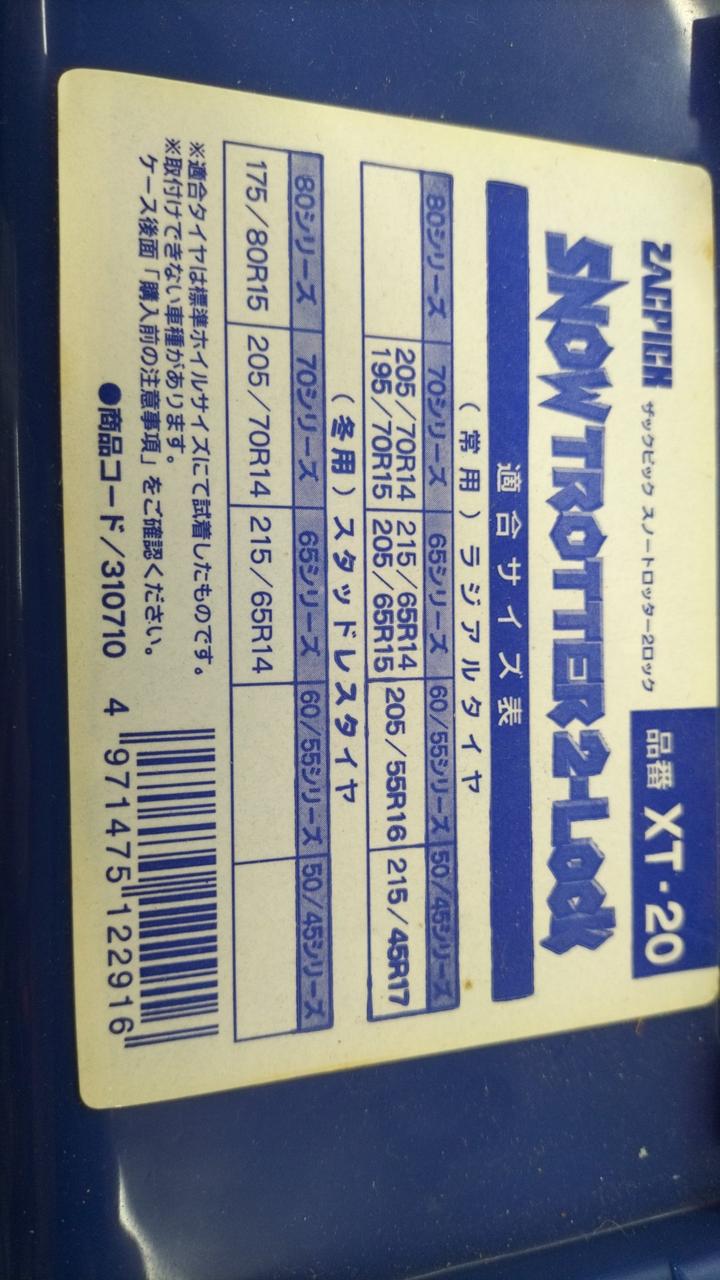 ZACPICK ザックピック スノートロッター2ロック
品番 XT-20
SNOW TROTTER 2-Lock
適合サイズ表
(常用)ラジアルタイヤ
80シリーズ 70シリーズ 65シリーズ 60/55シリーズ 50/45シリーズ
205/70R14 215/65R14 205/55R16 215/45R17
195/70R15 205/65R15
(冬用)スタッドレスタイヤ
80シリーズ 70シリーズ 65シリーズ 60/55シリーズ 50/45シリーズ
175/80R15 205/70R14 215/65R14
※適合タイヤは標準ホイルサイズにて試着したものです。
※取付けできない車種があります。
ケース後面「購入前の注意事項」をご確認ください。
●商品コード/310710
4 971475 122916